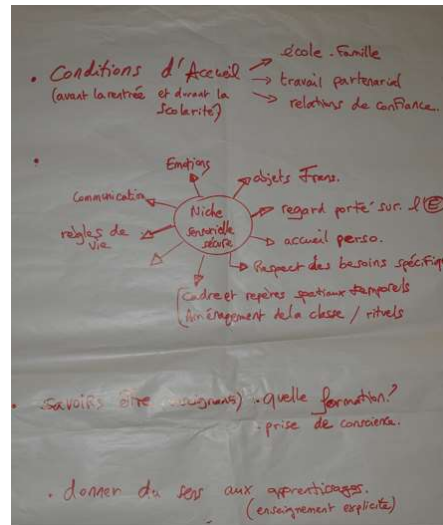 • Conditions d'Accueil → école - Famille
(avant la rentrée et durant la scolarité) → travail partenarial
→ relations de confiance.
•
Emotions
objets Trans.
Communication
Niche sensorielle sécure
regard porté sur l'E
règles de vie
accueil perso.
Respect des besoins spécifiq
Cadre et repères spatiaux temporels
Aménagement de la classe / rituels
• savoirs être (enseignants) • quelle formation?
• prise de conscience.
• donner du sens aux apprentissages.
(enseignement explicite)